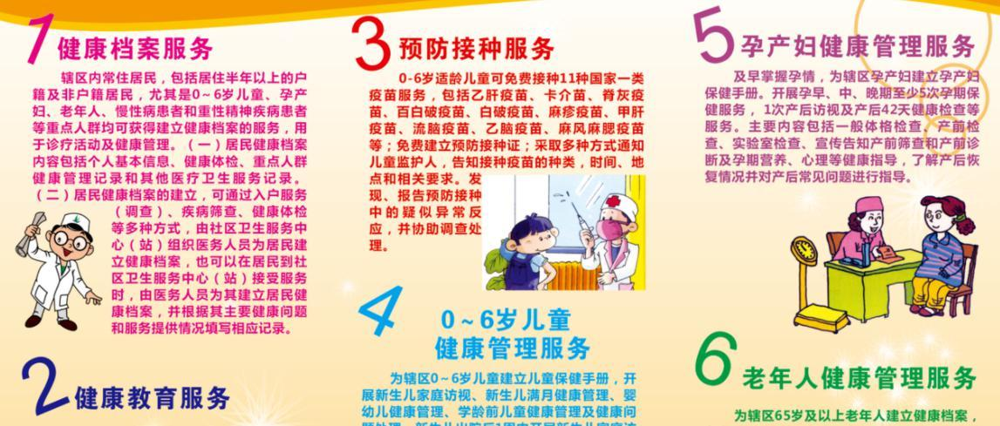 1 健康档案服务
辖区内常住居民，包括居住半年以上的户
籍及非户籍居民，尤其是0～6岁儿童、孕产
妇、老年人、慢性病患者和重性精神疾病患者
等重点人群均可获得建立健康档案的服务，用
于诊疗活动及健康管理。（一）居民健康档案
内容包括个人基本信息、健康体检、重点人群
健康管理记录和其他医疗卫生服务记录。
（二）居民健康档案的建立，可通过入户服务
（调查）、疾病筛查、健康体检
等多种方式，由社区卫生服务中
心（站）组织医务人员为居民建
立健康档案，也可以在居民到社
区卫生服务中心（站）接受服务
时，由医务人员为其建立居民健
康档案，并根据其主要健康问题
和服务提供情况填写相应记录。
2 健康教育服务
3 预防接种服务
0-6岁适龄儿童可免费接种11种国家一类
疫苗服务，包括乙肝疫苗、卡介苗、脊灰疫
苗、百白破疫苗、白破疫苗、麻疹疫苗、甲肝
疫苗、流脑疫苗、乙脑疫苗、麻风麻腮疫苗
等；免费建立预防接种证；采取多种方式通知
儿童监护人，告知接种疫苗的种类，时间、地
点和相关要求。发
现、报告预防接种
中的疑似异常反
应，并协助调查处
理。
4 0～6岁儿童
健康管理服务
为辖区0～6岁儿童建立儿童保健手册，开
展新生儿家庭访视、新生儿满月健康管理、婴
幼儿健康管理、学龄前儿童健康管理及健康问
题处理。新生儿出院后1周内开展新生儿家庭访
5 孕产妇健康管理服务
及早掌握孕情，为辖区孕产妇建立孕产妇
保健手册。开展孕早、中、晚期至少5次孕期保
健服务，1次产后访视及产后42天健康检查等
服务。主要内容包括一般体格检查、产前检
查、实验室检查、宣传告知产前筛查和产前诊
断及孕期营养、心理等健康指导，了解产后恢
复情况并对产后常见问题进行指导。
6 老年人健康管理服务
为辖区65岁及以上老年人建立健康档案，